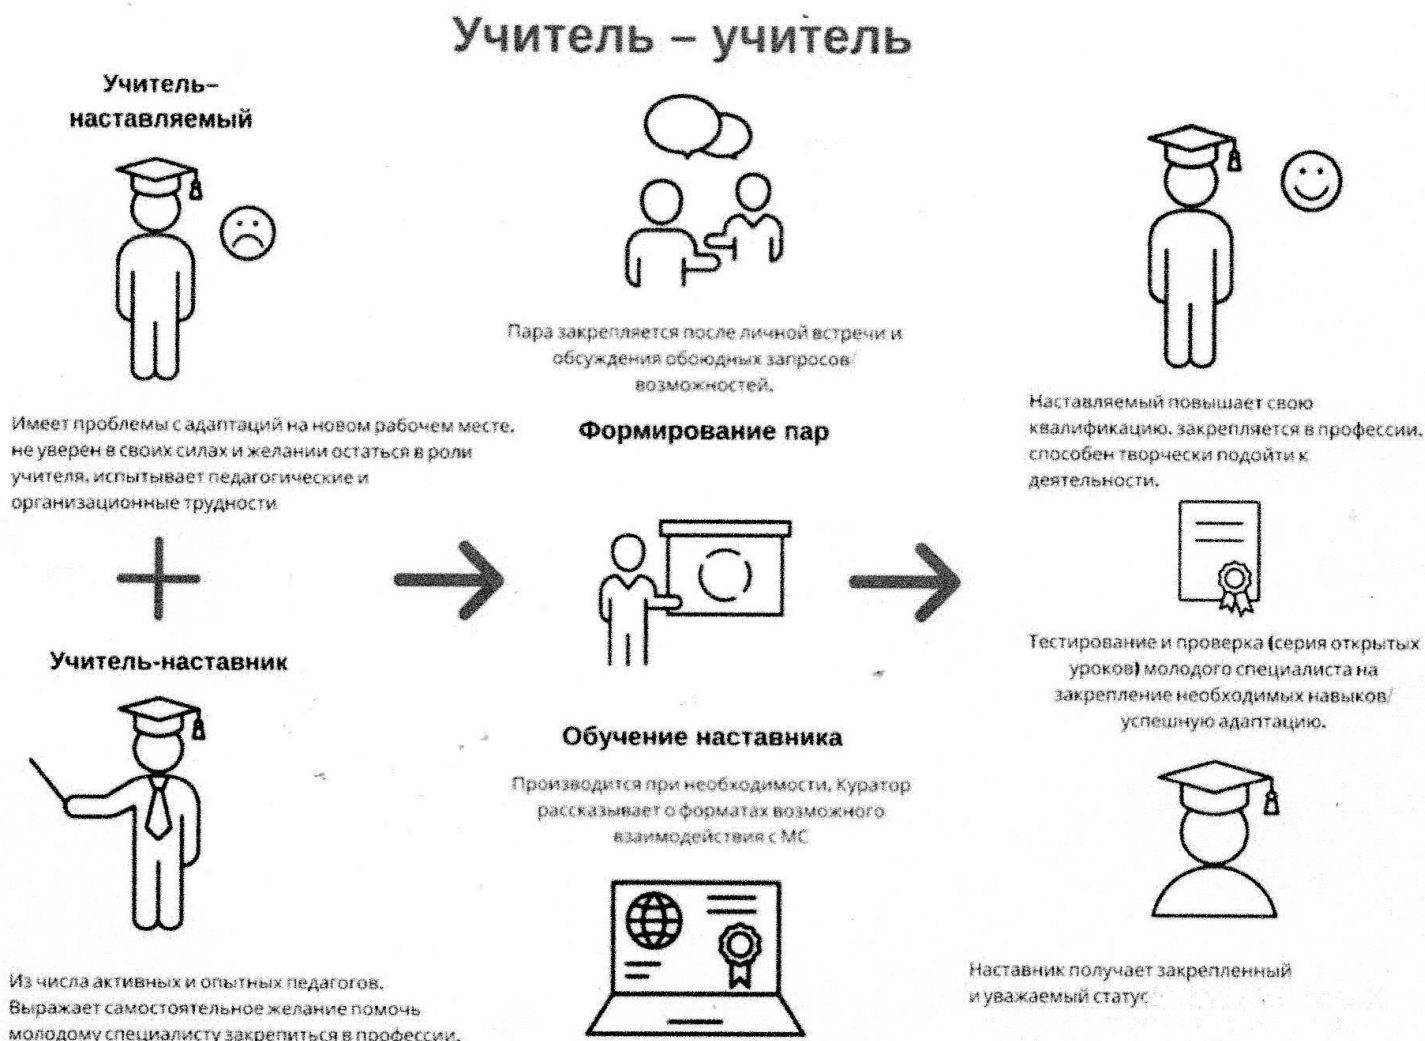 Учитель – учитель
Учитель–
наставляемый
Имеет проблемы с адаптаций на новом рабочем месте,
не уверен в своих силах и желании остаться в роли
учителя, испытывает педагогические и
организационные трудности
Учитель-наставник
Из числа активных и опытных педагогов.
Выражает самостоятельное желание помочь
молодому специалисту закрепиться в профессии.
Пара закрепляется после личной встречи и
обсуждения обоюдных запросов/
возможностей.
Формирование пар
Обучение наставника
Производится при необходимости. Куратор
рассказывает о форматах возможного
взаимодействия с МС
Наставляемый повышает свою
квалификацию, закрепляется в профессии,
способен творчески подойти к
деятельности.
Тестирование и проверка (серия открытых
уроков) молодого специалиста на
закрепление необходимых навыков/
успешную адаптацию.
Наставник получает закрепленный
и уважаемый статус